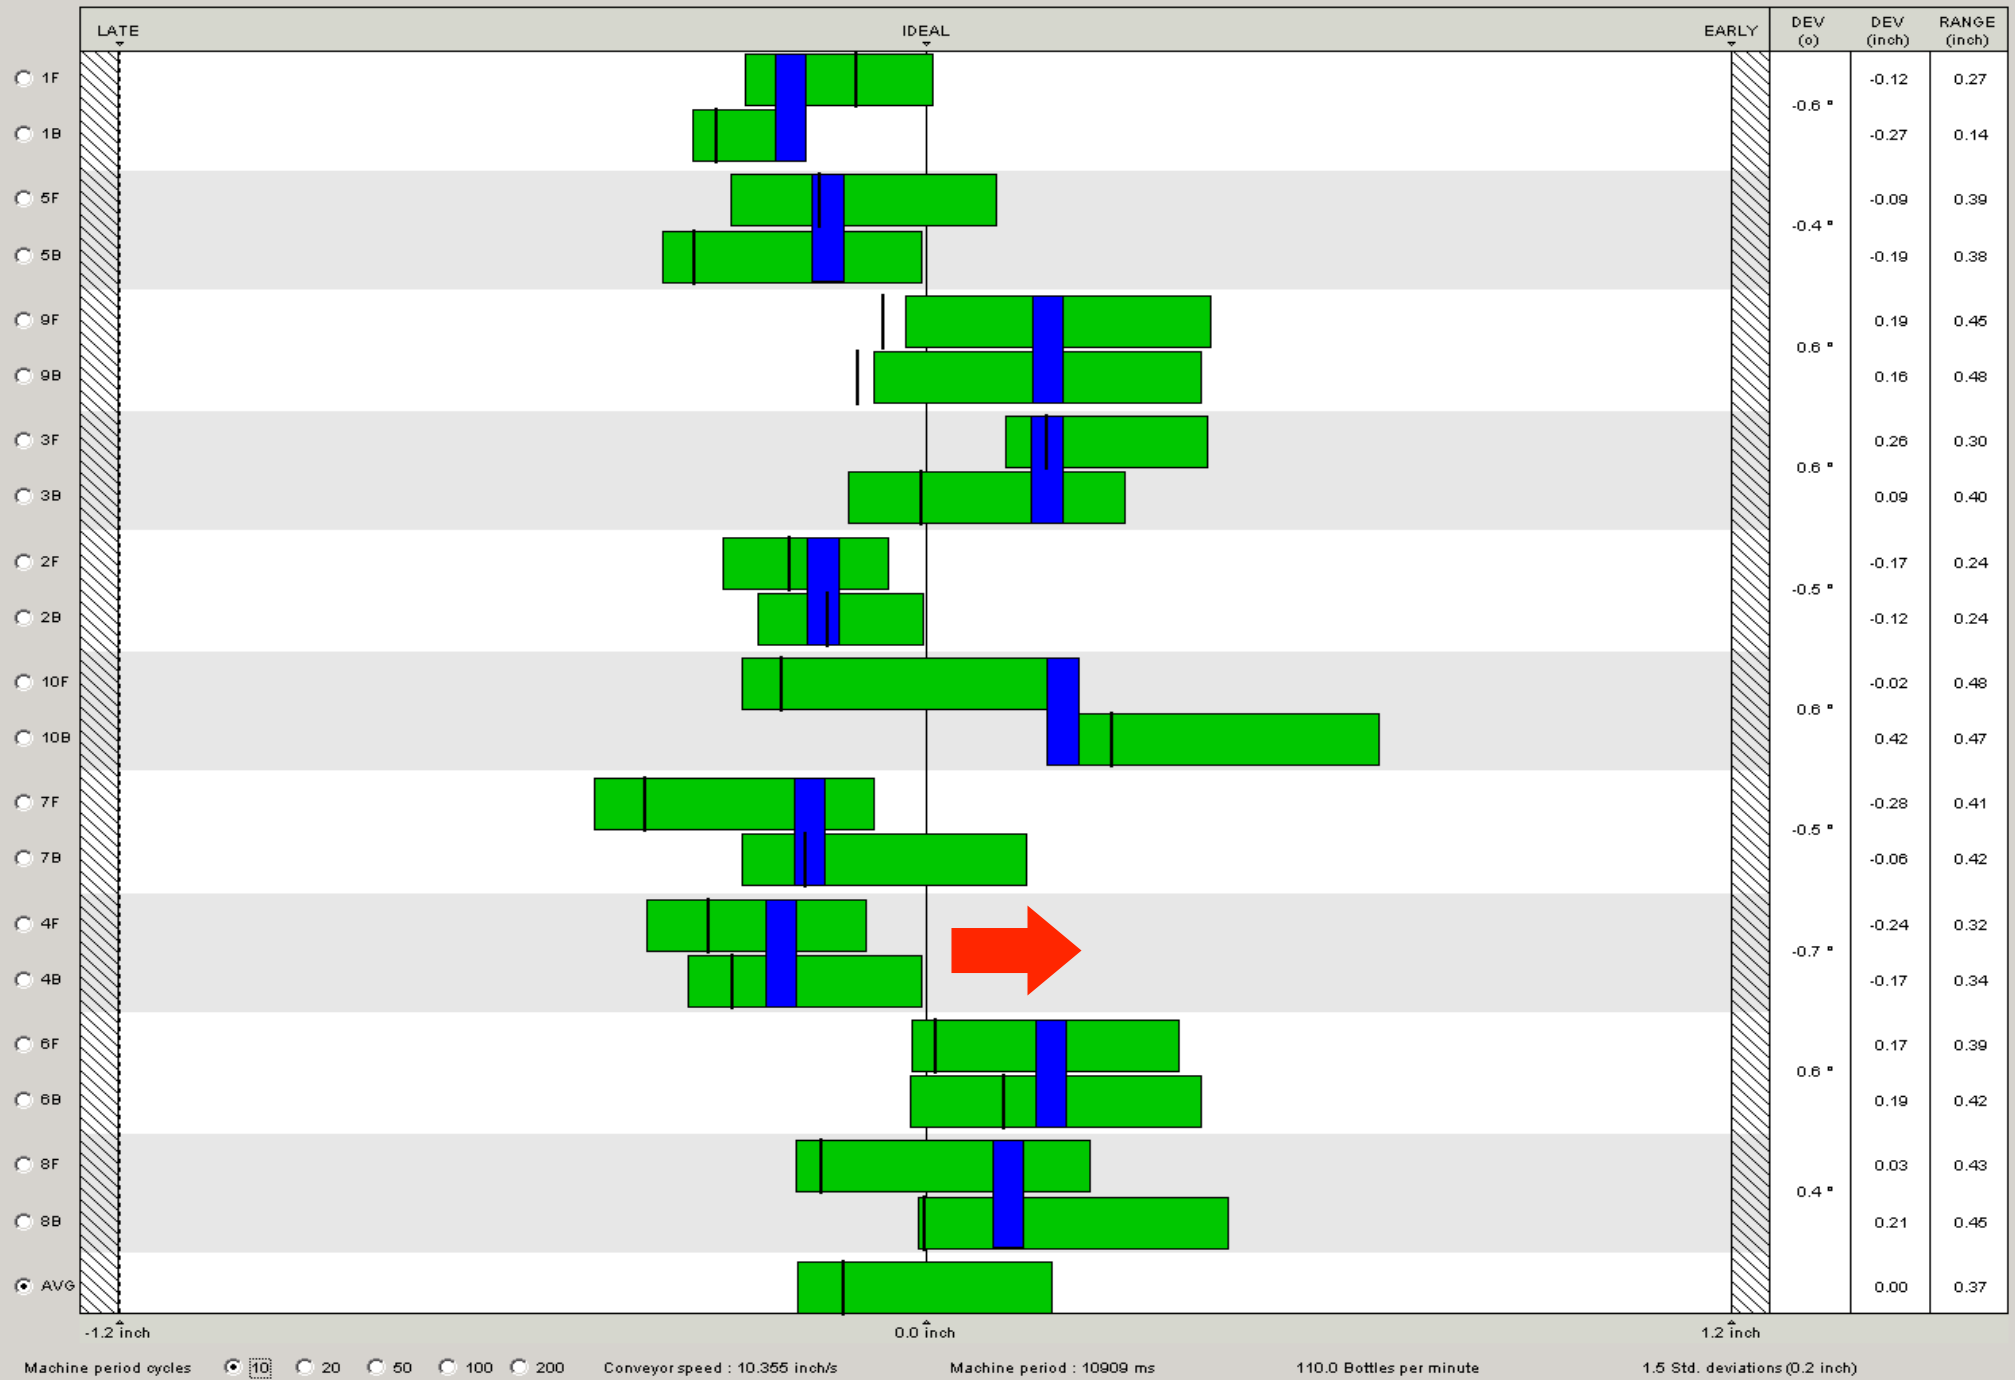 LATE IDEAL EARLY DEV (o) DEV (inch) RANGE (inch)
1F -0.12 0.27
-0.6 °
1B -0.27 0.14
5F -0.09 0.39
-0.4 °
5B -0.19 0.38
9F 0.19 0.45
0.6 °
9B 0.16 0.48
3F 0.26 0.30
0.6 °
3B 0.09 0.40
2F -0.17 0.24
-0.5 °
2B -0.12 0.24
10F -0.02 0.48
0.6 °
10B 0.42 0.47
7F -0.28 0.41
-0.5 °
7B -0.06 0.42
4F -0.24 0.32
-0.7 °
4B -0.17 0.34
6F 0.17 0.39
0.6 °
6B 0.19 0.42
8F 0.03 0.43
0.4 °
8B 0.21 0.45
AVG 0.00 0.37
-1.2 inch 0.0 inch 1.2 inch
Machine period cycles 10 20 50 100 200 Conveyor speed : 10.355 inch/s Machine period : 10909 ms 110.0 Bottles per minute 1.5 Std. deviations (0.2 inch)